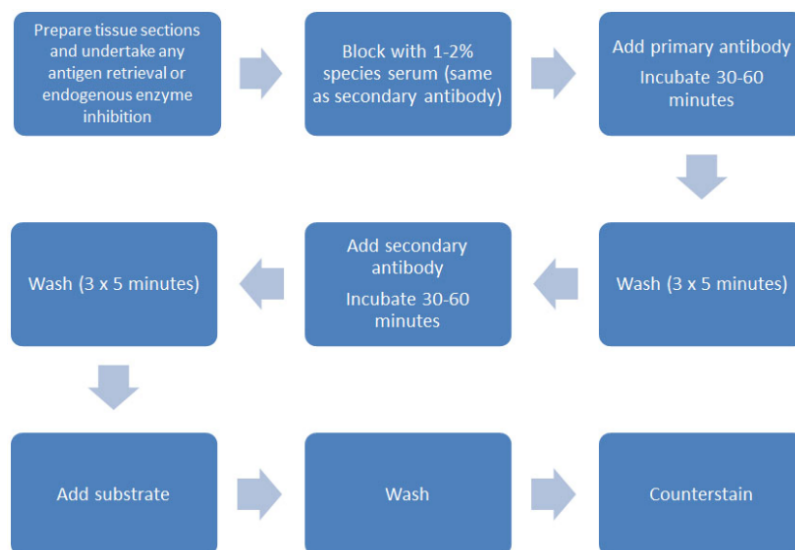 Prepare tissue sections
and undertake any
antigen retrieval or
endogenous enzyme
inhibition
Block with 1-2%
species serum (same
as secondary antibody)
Add primary antibody
Incubate 30-60
minutes
Wash (3 x 5 minutes)
Add secondary
antibody
Incubate 30-60
minutes
Wash (3 x 5 minutes)
Add substrate
Wash
Counterstain